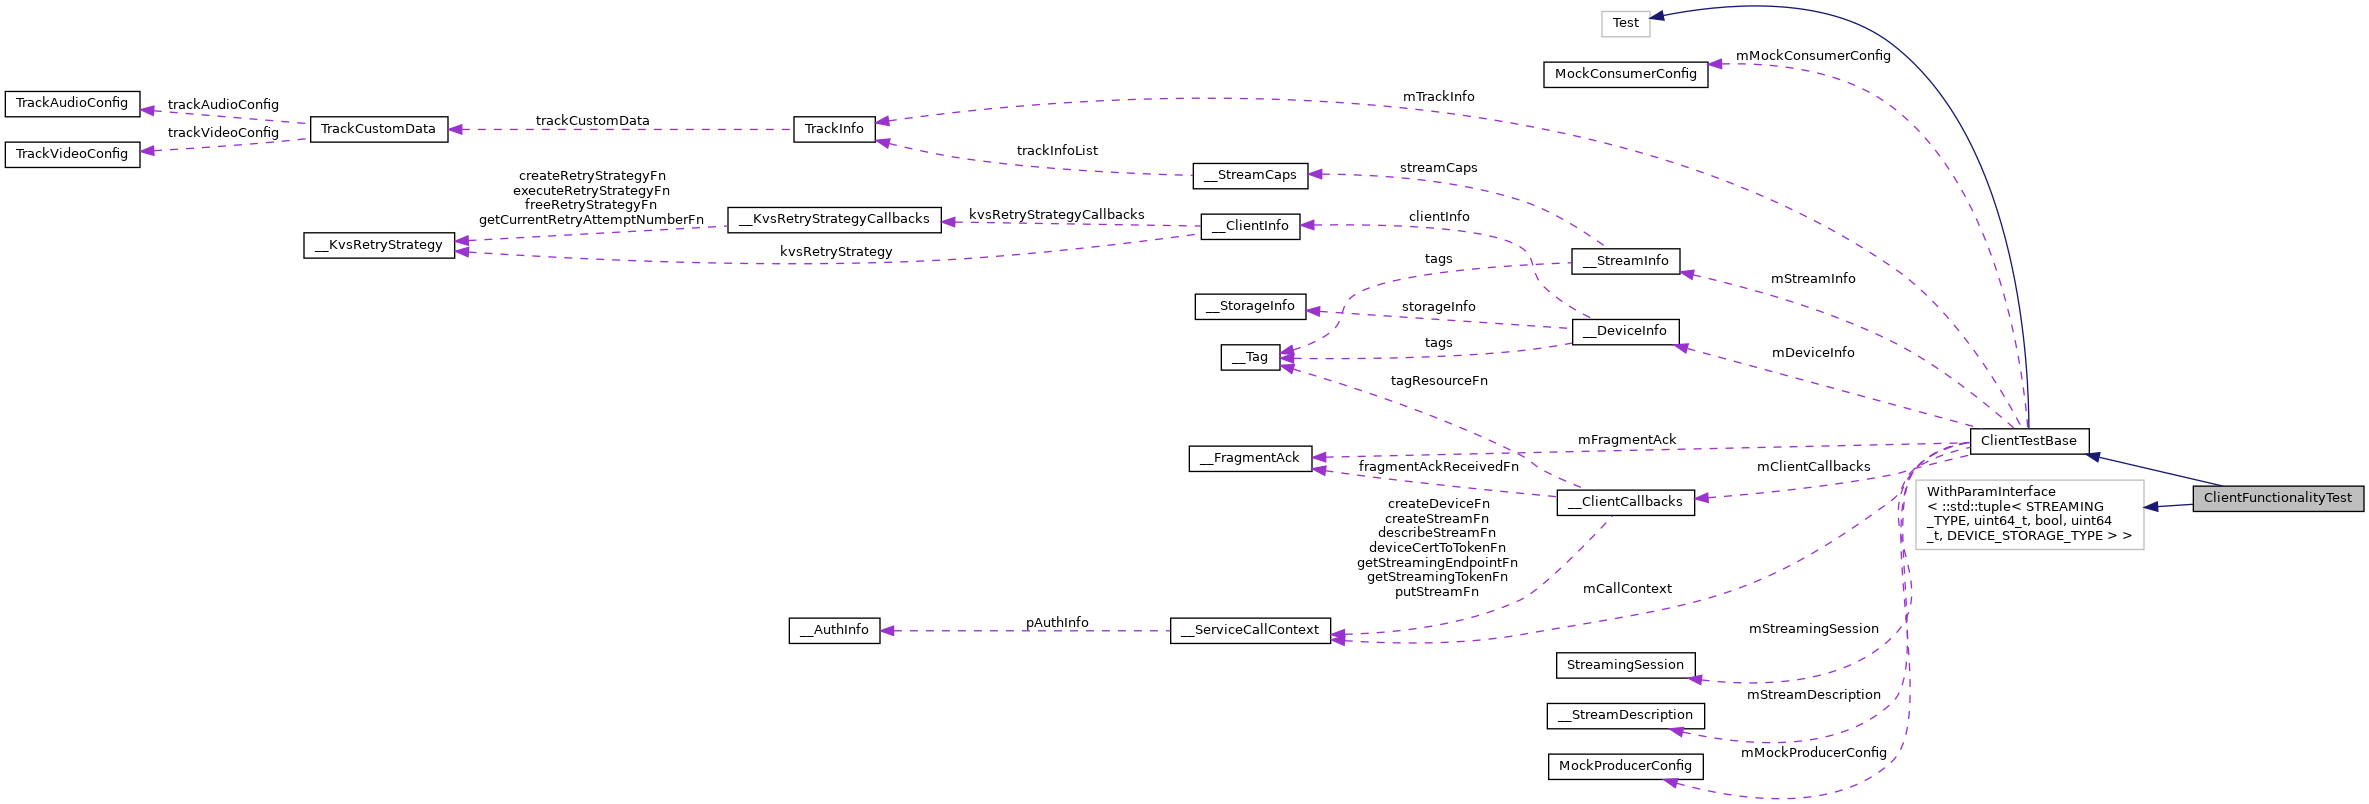 Test
mMockConsumerConfig
MockConsumerConfig
mTrackInfo
TrackAudioConfig
trackAudioConfig
trackCustomData
TrackCustomData
TrackInfo
trackVideoConfig
TrackVideoConfig
trackInfoList
streamCaps
__StreamCaps
createRetryStrategyFn
executeRetryStrategyFn
freeRetryStrategyFn
getCurrentRetryAttemptNumberFn
__KvsRetryStrategyCallbacks
kvsRetryStrategyCallbacks
clientInfo
__ClientInfo
__KvsRetryStrategy
kvsRetryStrategy
tags
__StreamInfo
mStreamInfo
__StorageInfo
storageInfo
__DeviceInfo
tags
__Tag
mDeviceInfo
tagResourceFn
mFragmentAck
ClientTestBase
__FragmentAck
fragmentAckReceivedFn
mClientCallbacks
__ClientCallbacks
WithParamInterface
< ::std::tuple< STREAMING
_TYPE, uint64_t, bool, uint64
_t, DEVICE_STORAGE_TYPE > >
ClientFunctionalityTest
createDeviceFn
createStreamFn
describeStreamFn
deviceCertToTokenFn
getStreamingEndpointFn
getStreamingTokenFn
putStreamFn
mCallContext
__AuthInfo
pAuthInfo
__ServiceCallContext
mStreamingSession
StreamingSession
mStreamDescription
__StreamDescription
mMockProducerConfig
MockProducerConfig